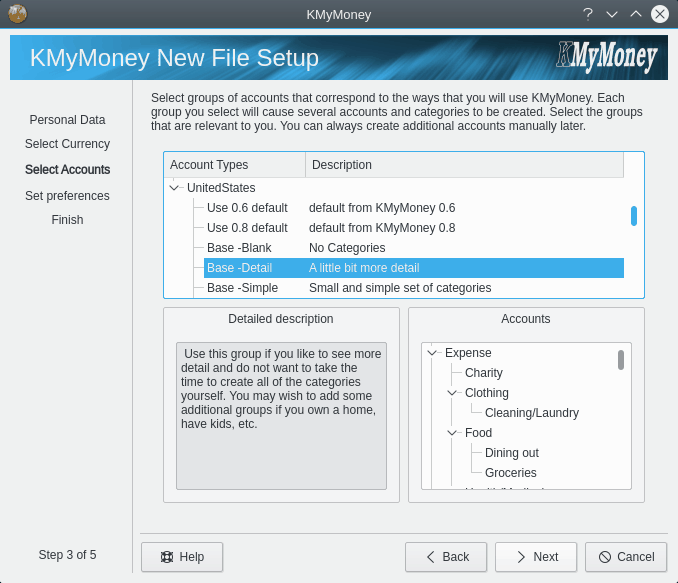 KMyMoney
KMyMoney New File Setup
KMyMoney
Personal Data
Select Currency
Select Accounts
Set preferences
Finish
Step 3 of 5
Select groups of accounts that correspond to the ways that you will use KMyMoney. Each
group you select will cause several accounts and categories to be created. Select the groups
that are relevant to you. You can always create additional accounts manually later.
Account Types Description
UnitedStates
Use 0.6 default default from KMyMoney 0.6
Use 0.8 default default from KMyMoney 0.8
Base -Blank No Categories
Base -Detail A little bit more detail
Base -Simple Small and simple set of categories
Detailed description
Use this group if you like to see more
detail and do not want to take the
time to create all of the categories
yourself. You may wish to add some
additional groups if you own a home,
have kids, etc.
Accounts
Expense
Charity
Clothing
Cleaning/Laundry
Food
Dining out
Groceries
Help
Back
Next
Cancel